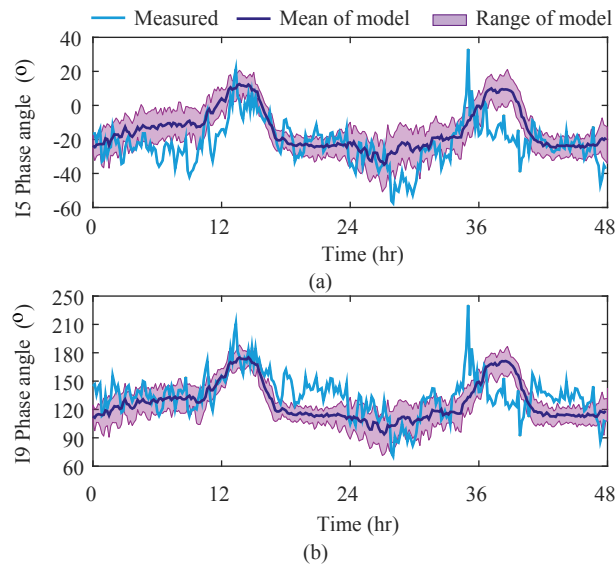 Measured Mean of model Range of model
I5 Phase angle (o)
40
20
0
-20
-40
-60
0 12 24 36 48
Time (hr)
(a)
I9 Phase angle (o)
250
210
180
150
120
90
60
0 12 24 36 48
Time (hr)
(b)